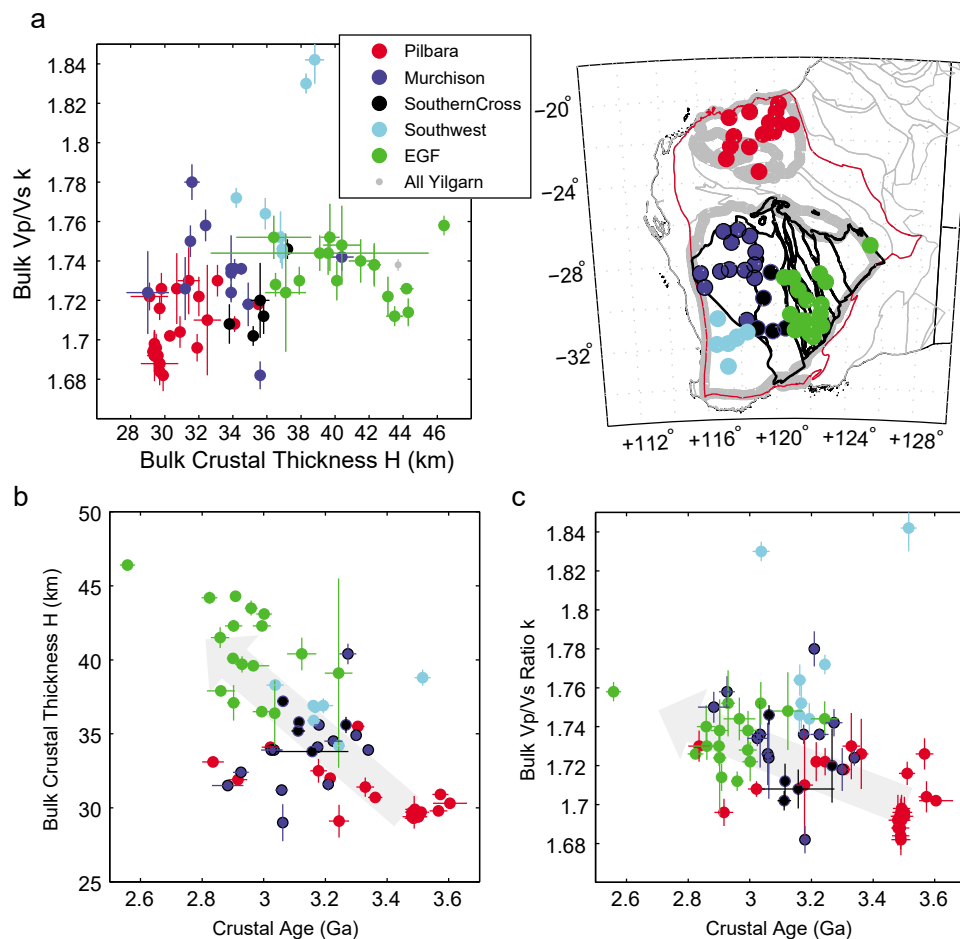 a
Bulk Vp/Vs k
1.84
1.82
1.80
1.78
1.76
1.74
1.72
1.70
1.68
28 30 32 34 36 38 40 42 44 46
Bulk Crustal Thickness H (km)
Pilbara
Murchison
SouthernCross
Southwest
EGF
All Yilgarn
−20°
−24°
−28°
−32°
+112° +116° +120° +124° +128°
b
Bulk Crustal Thickness H (km)
50
45
40
35
30
25
2.6 2.8 3 3.2 3.4 3.6
Crustal Age (Ga)
c
Bulk Vp/Vs Ratio k
1.84
1.82
1.80
1.78
1.76
1.74
1.72
1.7
1.68
2.6 2.8 3 3.2 3.4 3.6
Crustal Age (Ga)